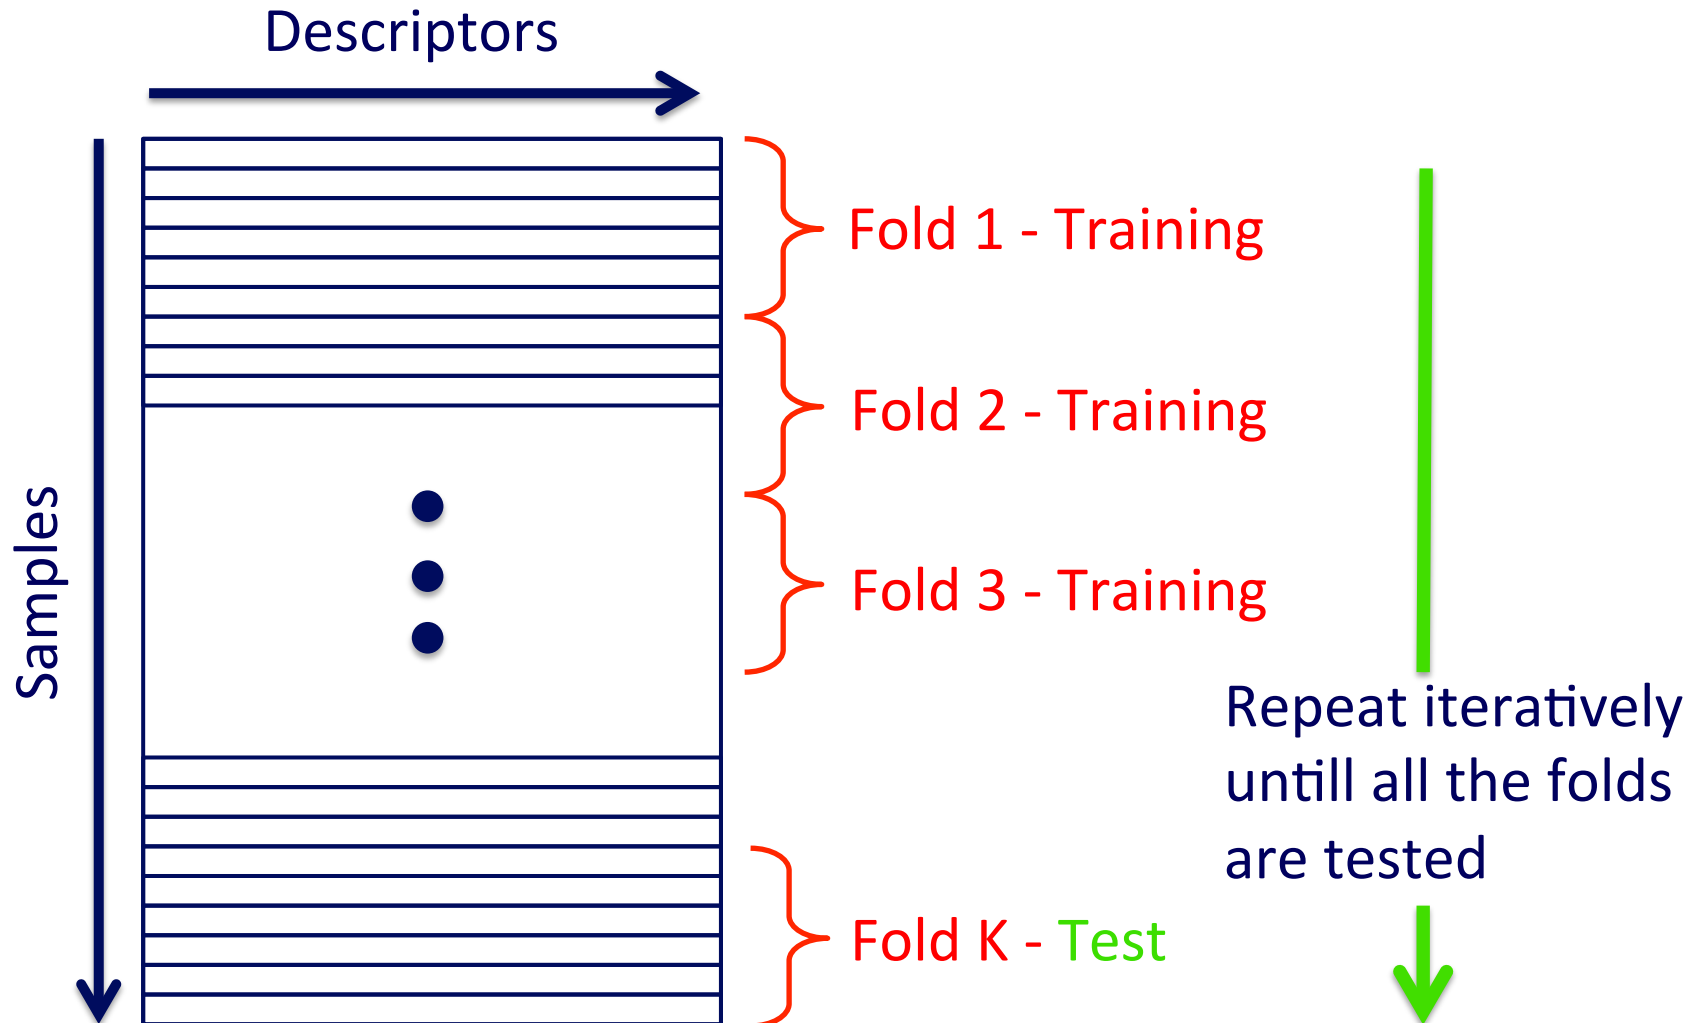 Descriptors
Samples
Fold 1 - Training
Fold 2 - Training
Fold 3 - Training
Repeat iteratively
untill all the folds
are tested
Fold K - Test